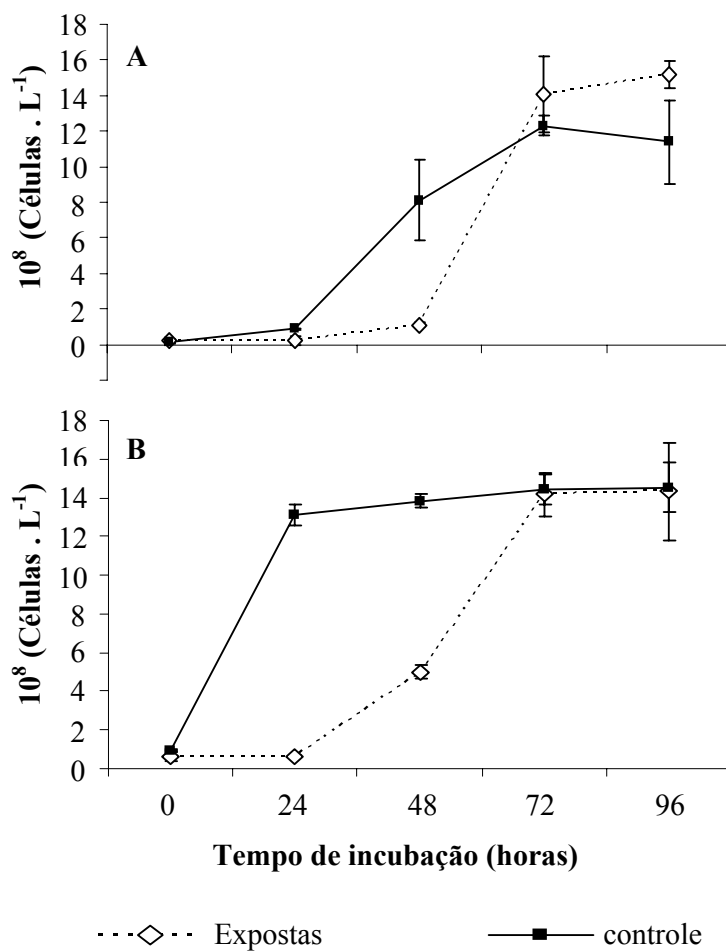 A
18
16
14
12
10
8
6
4
2
0
10⁸ (Células . L⁻¹)
B
18
16
14
12
10
8
6
4
2
0
10⁸ (Células . L⁻¹)
0 24 48 72 96
Tempo de incubação (horas)
Expostas controle